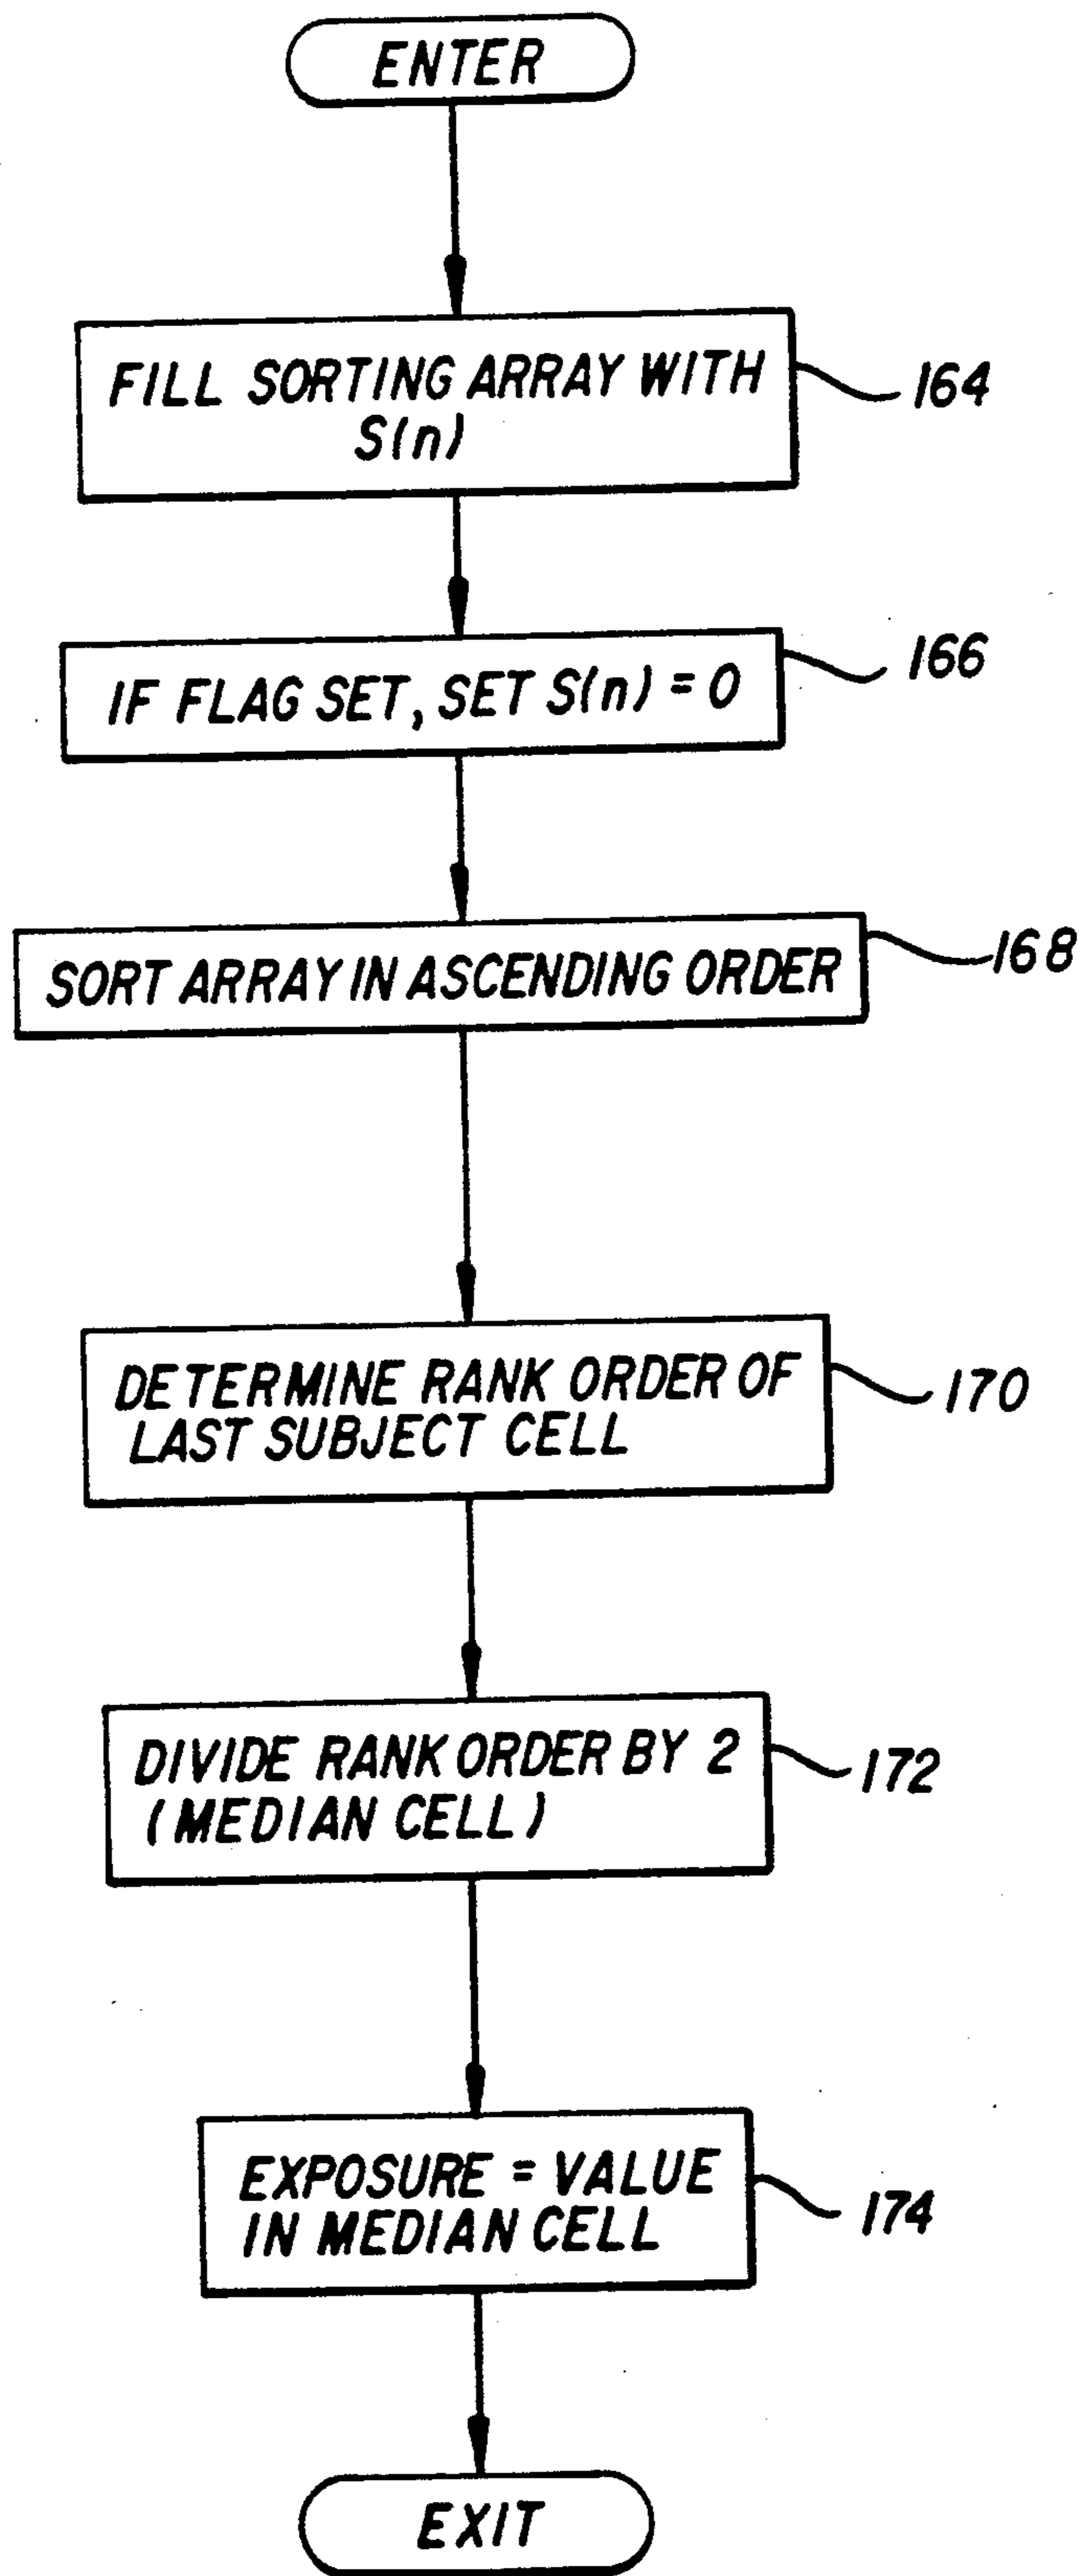 ENTER
FILL SORTING ARRAY WITH
S(n)
164
IF FLAG SET, SET S(n) = 0
166
SORT ARRAY IN ASCENDING ORDER
168
DETERMINE RANK ORDER OF
LAST SUBJECT CELL
170
DIVIDE RANK ORDER BY 2
(MEDIAN CELL)
172
EXPOSURE = VALUE
IN MEDIAN CELL
174
EXIT